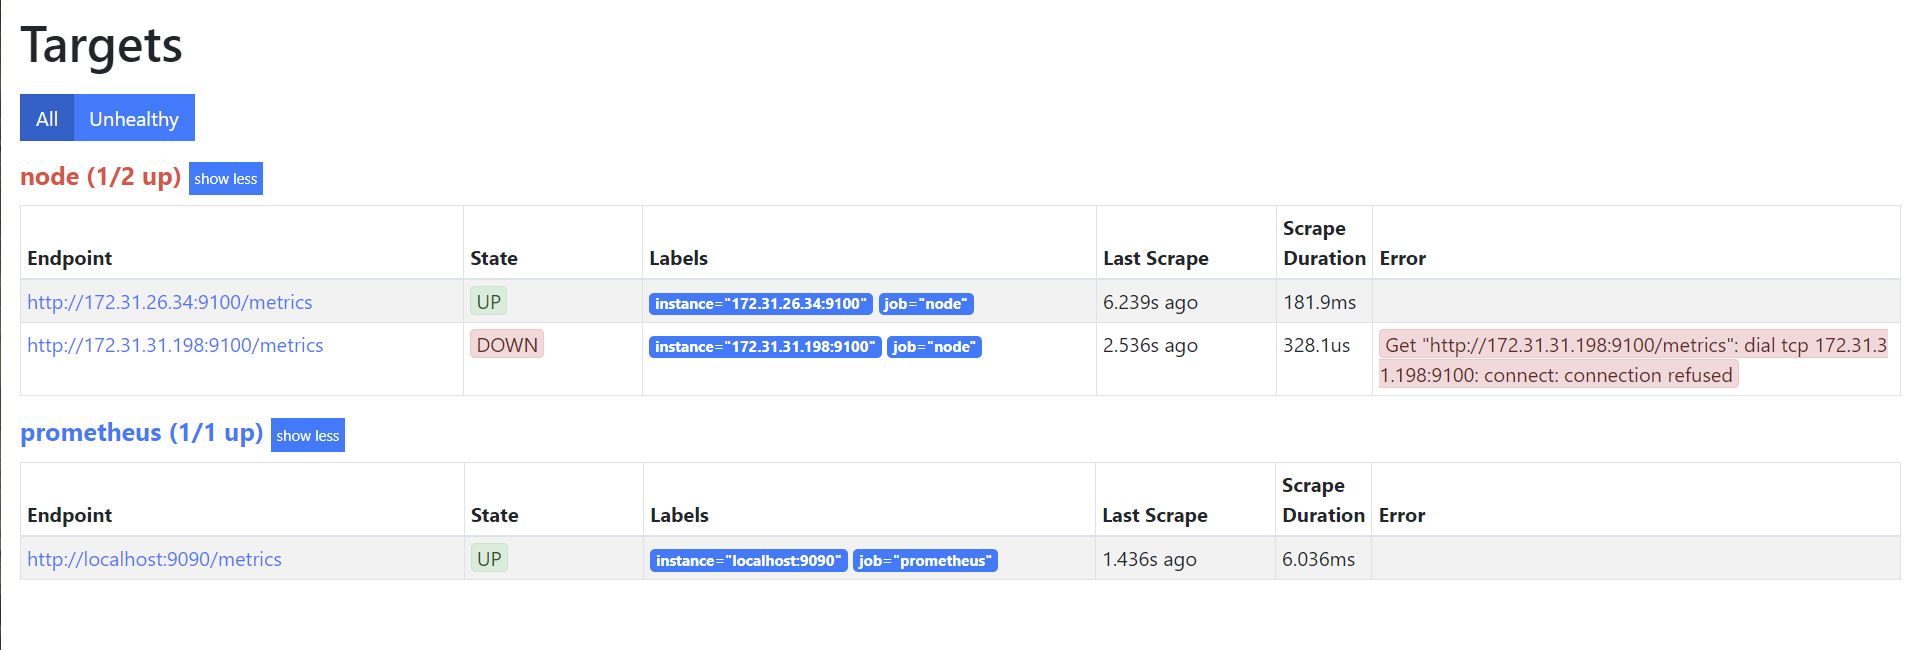 Targets
All Unhealthy
node (1/2 up) show less
Endpoint State Labels Last Scrape Scrape Duration Error
http://172.31.26.34:9100/metrics UP instance="172.31.26.34:9100" job="node" 6.239s ago 181.9ms
http://172.31.31.198:9100/metrics DOWN instance="172.31.31.198:9100" job="node" 2.536s ago 328.1us Get "http://172.31.31.198:9100/metrics": dial tcp 172.31.3
1.198:9100: connect: connection refused
prometheus (1/1 up) show less
Endpoint State Labels Last Scrape Scrape Duration Error
http://localhost:9090/metrics UP instance="localhost:9090" job="prometheus" 1.436s ago 6.036ms